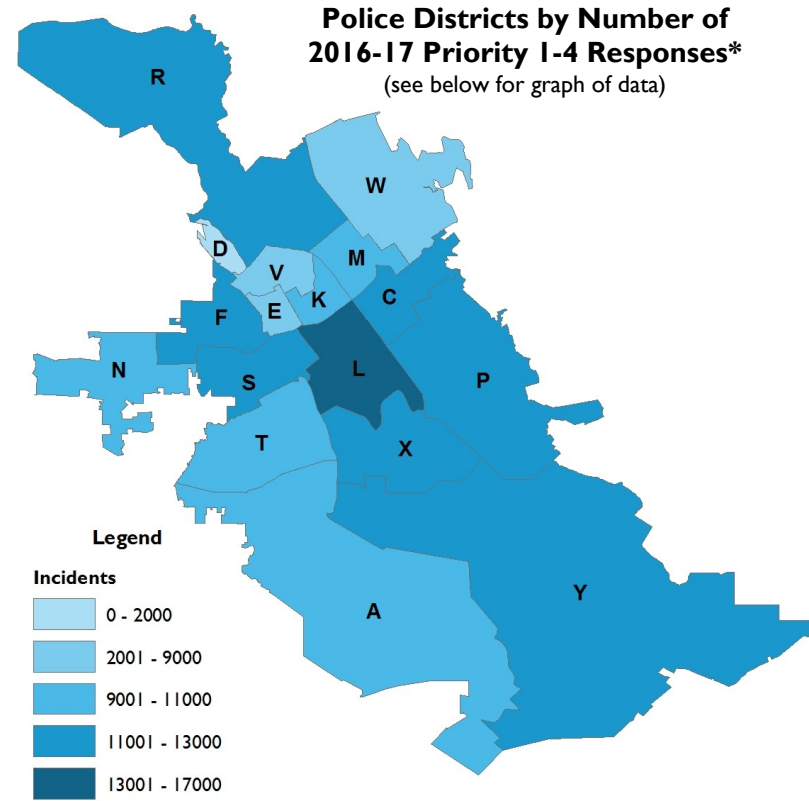 Police Districts by Number of
2016-17 Priority 1-4 Responses*
(see below for graph of data)
R
W
D
M
V
K
C
E
F
L
N
S
P
T
X
Y
A
Legend
Incidents
0 - 2000
2001 - 9000
9001 - 11000
11001 - 13000
13001 - 17000